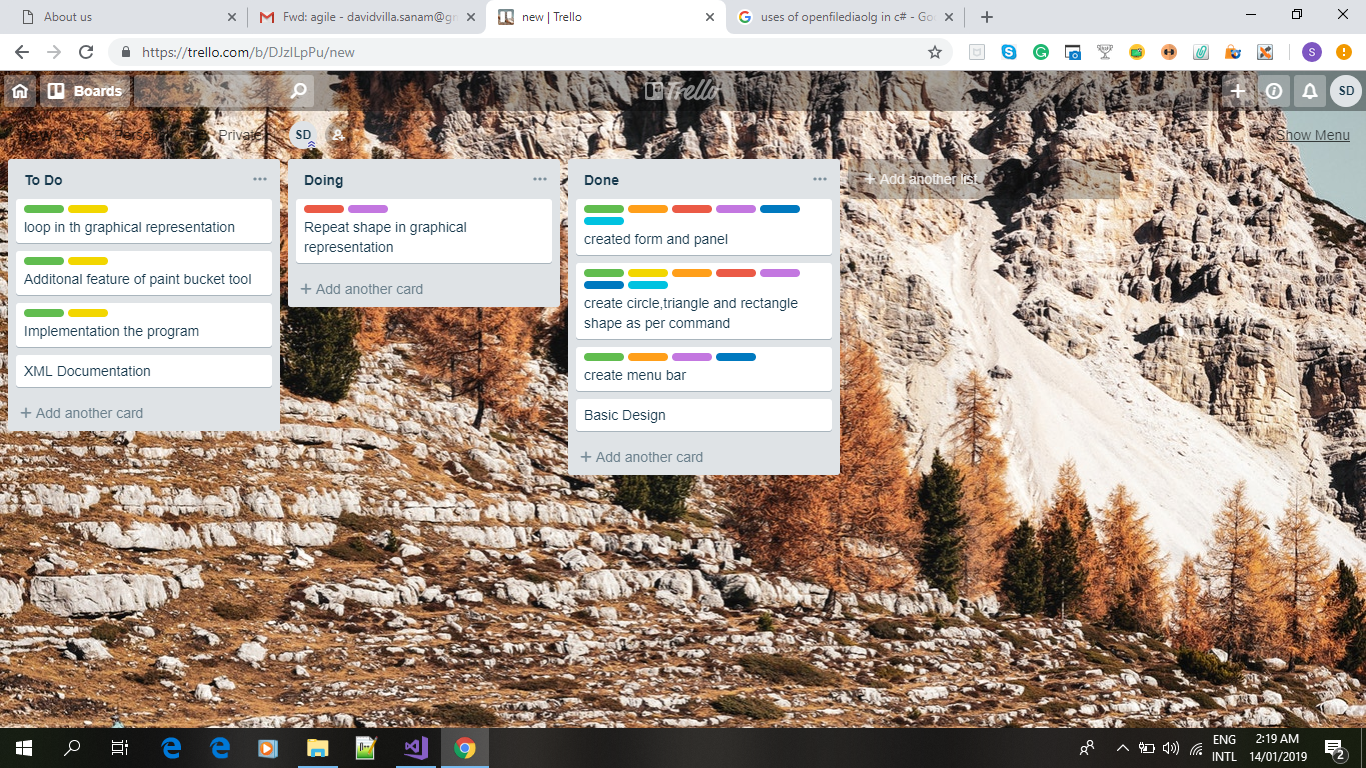 About us
Fwd: agile - davidvilla.sanam@gm
new | Trello
uses of openfilediaolg in c# - Goo
https://trello.com/b/DJzlLpPu/new
S
Boards
Trello
SD
Personal
Private
SD
Show Menu
To Do
loop in th graphical representation
Additonal feature of paint bucket tool
Implementation the program
XML Documentation
+ Add another card
Doing
Repeat shape in graphical
representation
+ Add another card
Done
created form and panel
create circle,triangle and rectangle
shape as per command
create menu bar
Basic Design
+ Add another card
+ Add another list
ENG
INTL
2:19 AM
14/01/2019
2